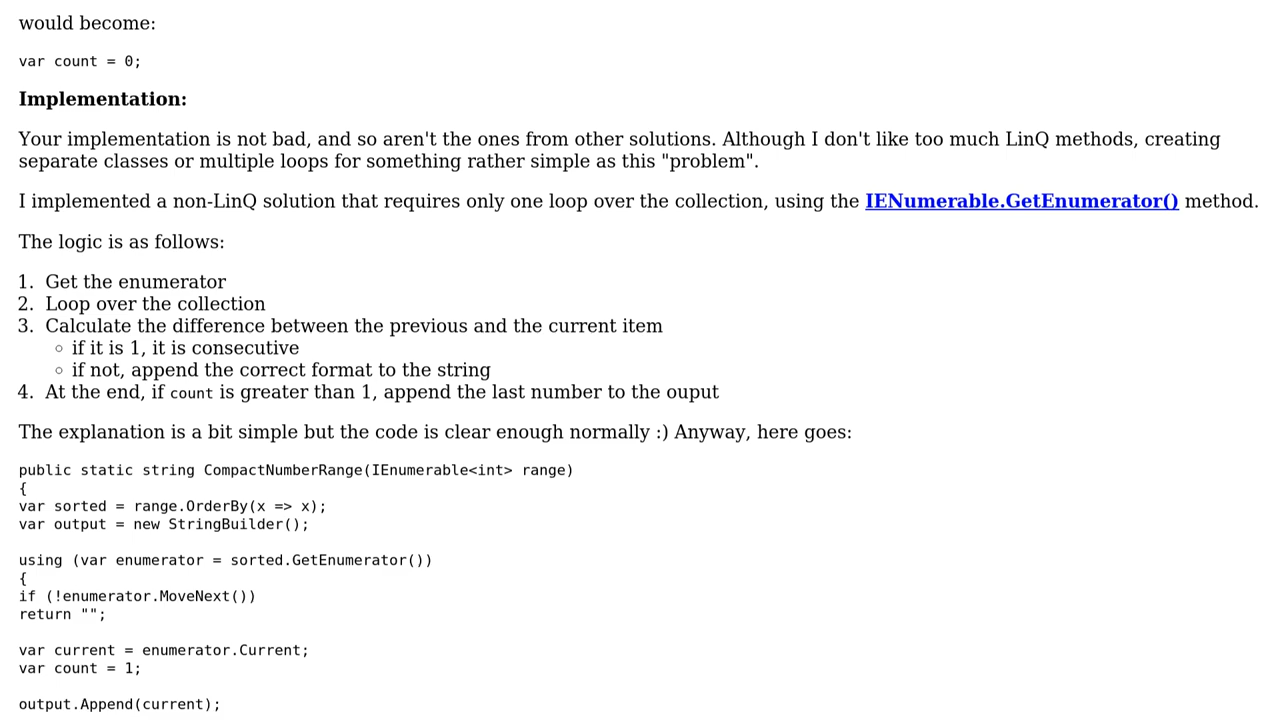 would become:
var count = 0;
Implementation:
Your implementation is not bad, and so aren't the ones from other solutions. Although I don't like too much LinQ methods, creating
separate classes or multiple loops for something rather simple as this "problem".
I implemented a non-LinQ solution that requires only one loop over the collection, using the IENumerable.GetEnumerator() method.
The logic is as follows:
1. Get the enumerator
2. Loop over the collection
3. Calculate the difference between the previous and the current item
◦ if it is 1, it is consecutive
◦ if not, append the correct format to the string
4. At the end, if count is greater than 1, append the last number to the ouput
The explanation is a bit simple but the code is clear enough normally :) Anyway, here goes:
public static string CompactNumberRange(IEnumerable<int> range)
{
var sorted = range.OrderBy(x => x);
var output = new StringBuilder();
using (var enumerator = sorted.GetEnumerator())
{
if (!enumerator.MoveNext())
return "";
var current = enumerator.Current;
var count = 1;
output.Append(current);